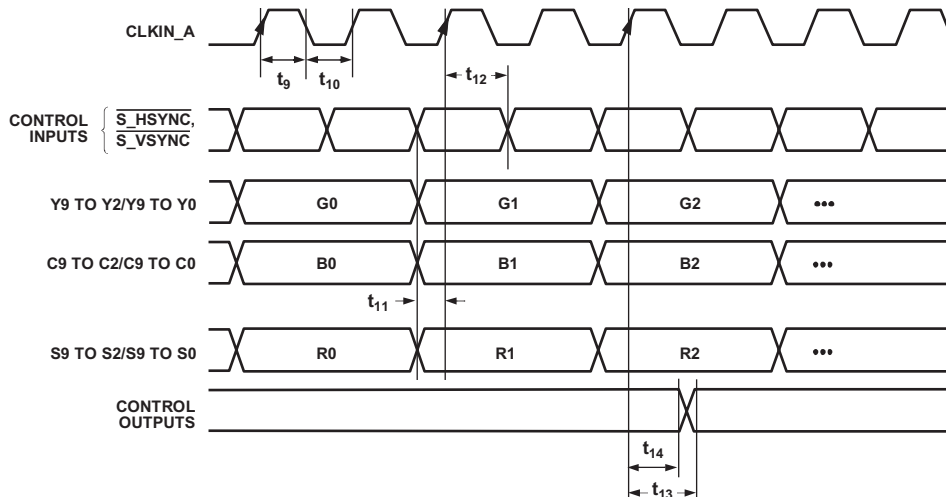 CLKIN_A
t9
t10
t12
CONTROL INPUTS
S_HSYNC,
S_VSYNC
Y9 TO Y2/Y9 TO Y0
G0
G1
G2
•••
C9 TO C2/C9 TO C0
B0
B1
B2
•••
t11
S9 TO S2/S9 TO S0
R0
R1
R2
•••
CONTROL OUTPUTS
t14
t13